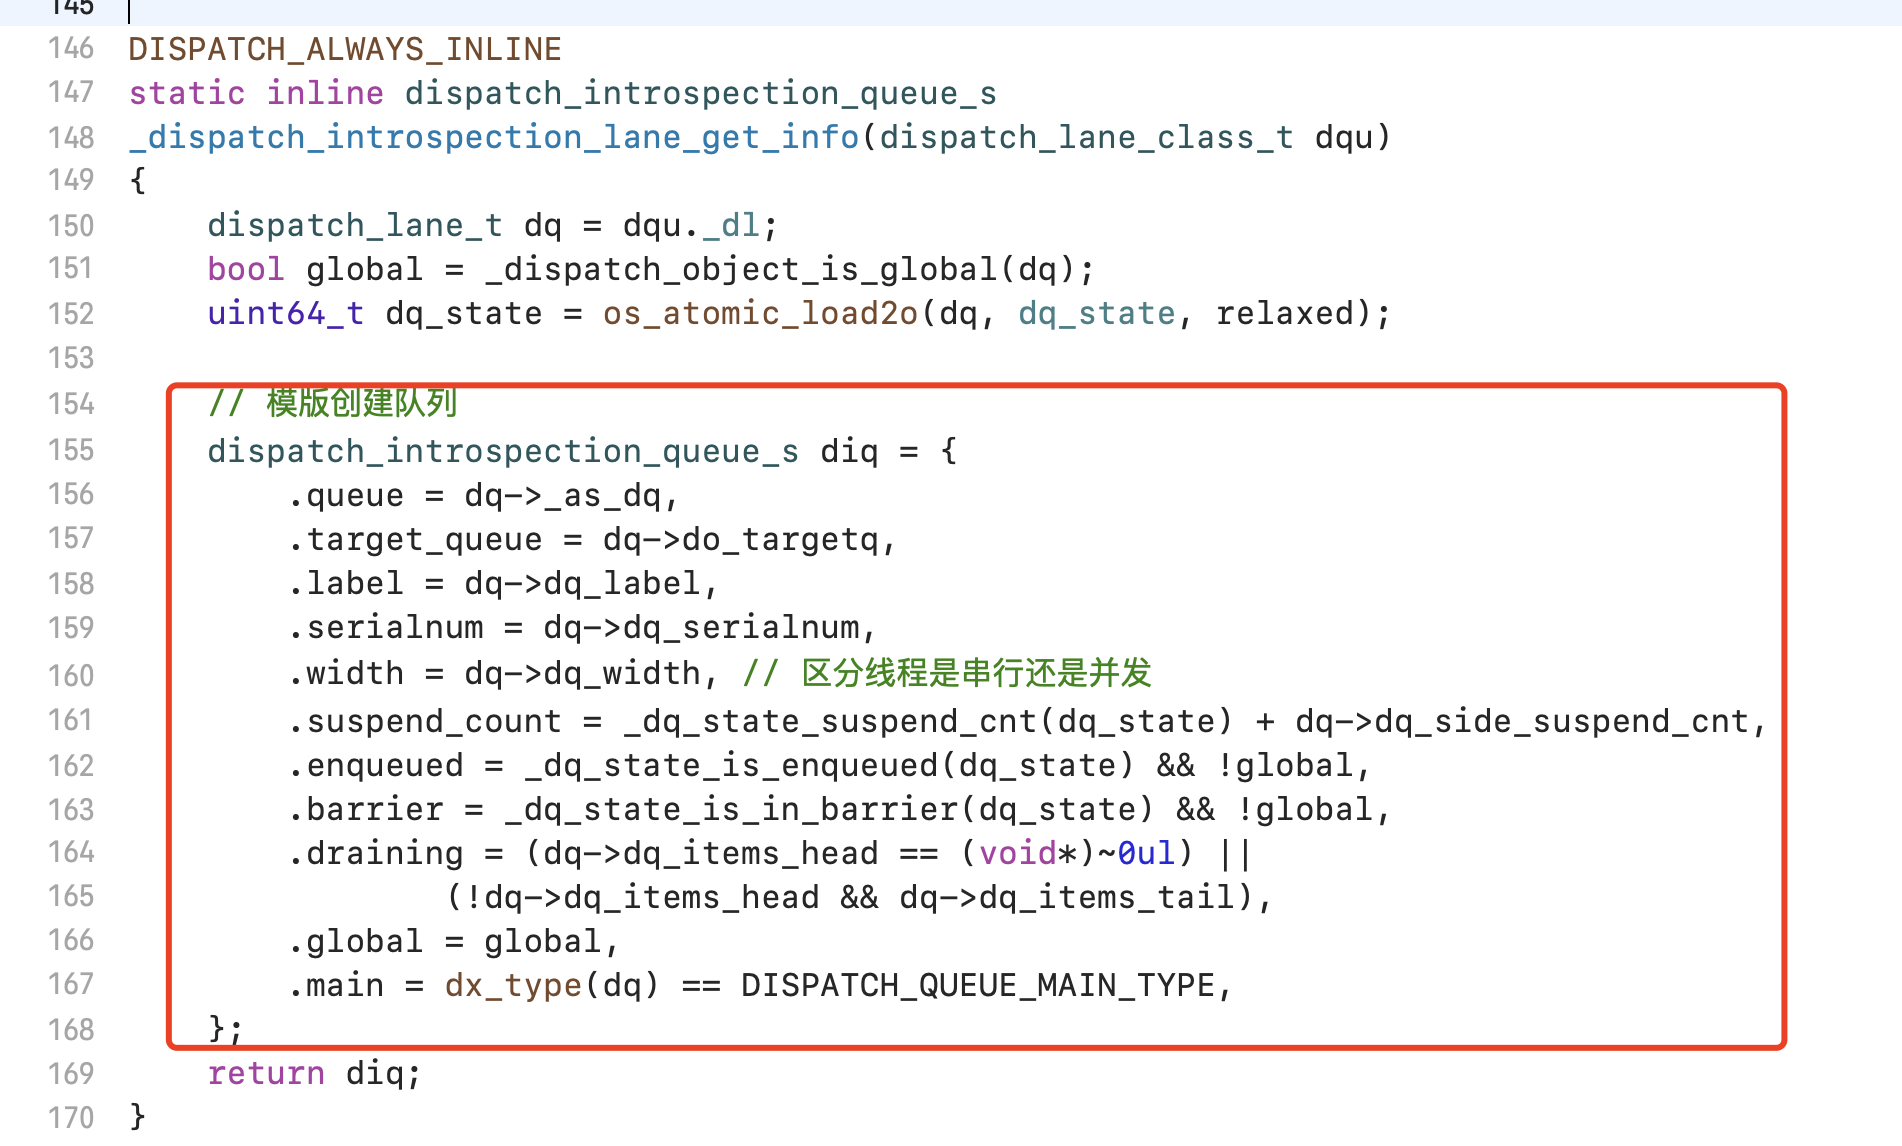 145
146 DISPATCH_ALWAYS_INLINE
147 static inline dispatch_introspection_queue_s
148 _dispatch_introspection_lane_get_info(dispatch_lane_class_t dqu)
149 {
150     dispatch_lane_t dq = dqu._dl;
151     bool global = _dispatch_object_is_global(dq);
152     uint64_t dq_state = os_atomic_load2o(dq, dq_state, relaxed);
153
154     // 模版创建队列
155     dispatch_introspection_queue_s diq = {
156         .queue = dq->_as_dq,
157         .target_queue = dq->do_targetq,
158         .label = dq->dq_label,
159         .serialnum = dq->dq_serialnum,
160         .width = dq->dq_width, // 区分线程是串行还是并发
161         .suspend_count = _dq_state_suspend_cnt(dq_state) + dq->dq_side_suspend_cnt,
162         .enqueued = _dq_state_is_enqueued(dq_state) && !global,
163         .barrier = _dq_state_is_in_barrier(dq_state) && !global,
164         .draining = (dq->dq_items_head == (void*)~0ul) ||
165                 (!dq->dq_items_head && dq->dq_items_tail),
166         .global = global,
167         .main = dx_type(dq) == DISPATCH_QUEUE_MAIN_TYPE,
168     };
169     return diq;
170 }